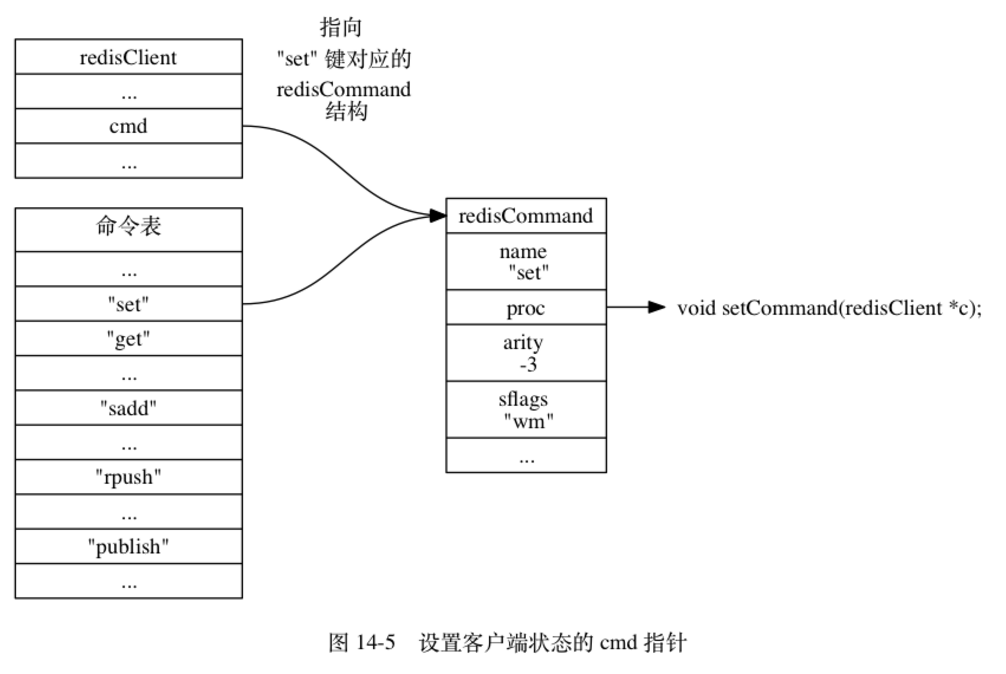 指向
"set" 键对应的
redisCommand
结构
redisClient
...
cmd
...
命令表
...
"set"
"get"
...
"sadd"
...
"rpush"
...
"publish"
...
redisCommand
name
"set"
proc
arity
-3
sflags
"wm"
...
void setCommand(redisClient *c);
图 14-5 设置客户端状态的 cmd 指针